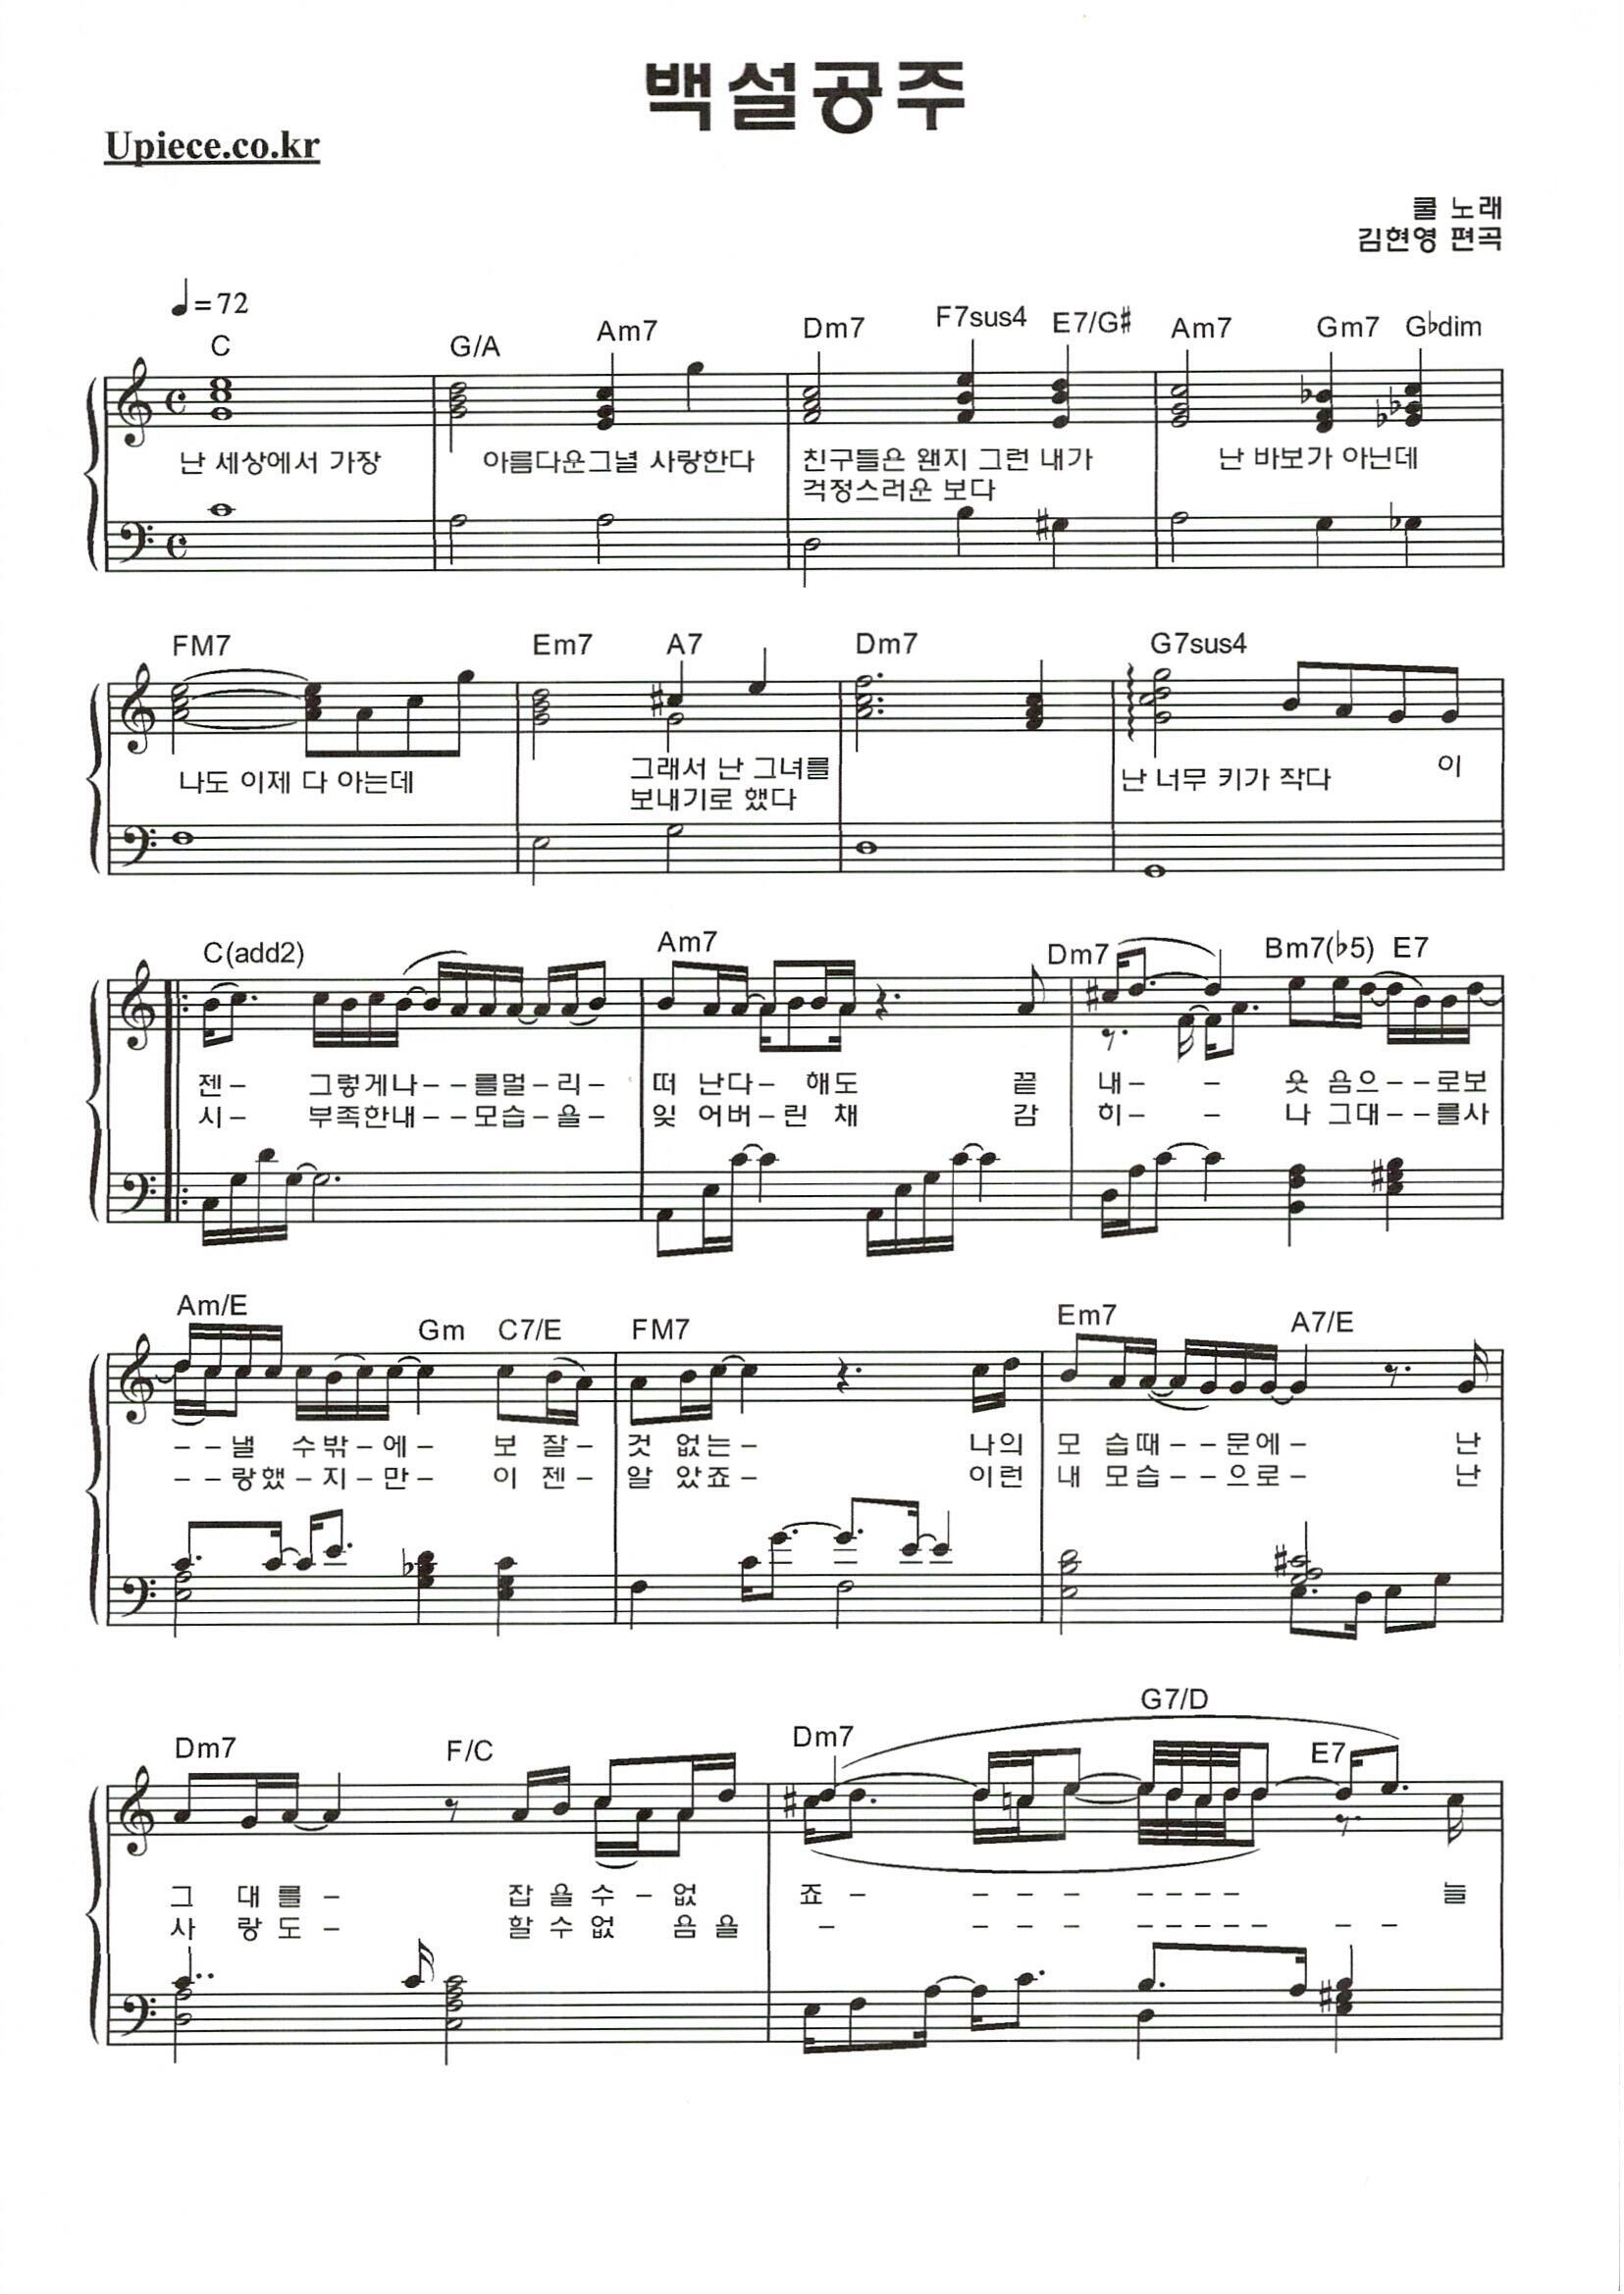 백설공주
Upiece.co.kr
쿨 노래
김현영 편곡
♩=72
C G/A Am7 Dm7 F7sus4 E7/G# Am7 Gm7 G♭dim
난 세상에서 가장 아름다운그녈 사랑한다 친구들은 왠지 그런 내가 난 바보가 아닌데
걱정스러운 보다
FM7 Em7 A7 Dm7 G7sus4
나도 이제 다 아는데 그래서 난 그녀를 난 너무 키가 작다 이
보내기로 했다
C(add2) Am7 Dm7 Bm7(♭5) E7
젠- 그렇게나--를멀-리- 떠 난다- 해도 끝 내- - 웃 음으--로보
시- 부족한내--모습-을- 잊 어버-린 채 감 히- - 나 그대--를사
Am/E Gm C7/E FM7 Em7 A7/E
--낼 수밖-에- 보 잘- 것 없는- 나의 모 습때--문에- 난
--랑했-지-만- 이 젠- 알 았죠- 이런 내 모습--으로- 난
Dm7 F/C Dm7 G7/D E7
그 대를- 잡을수-없 죠- - - - ---- 늘
사 랑도- 할수없 음을 - - - - ----- --